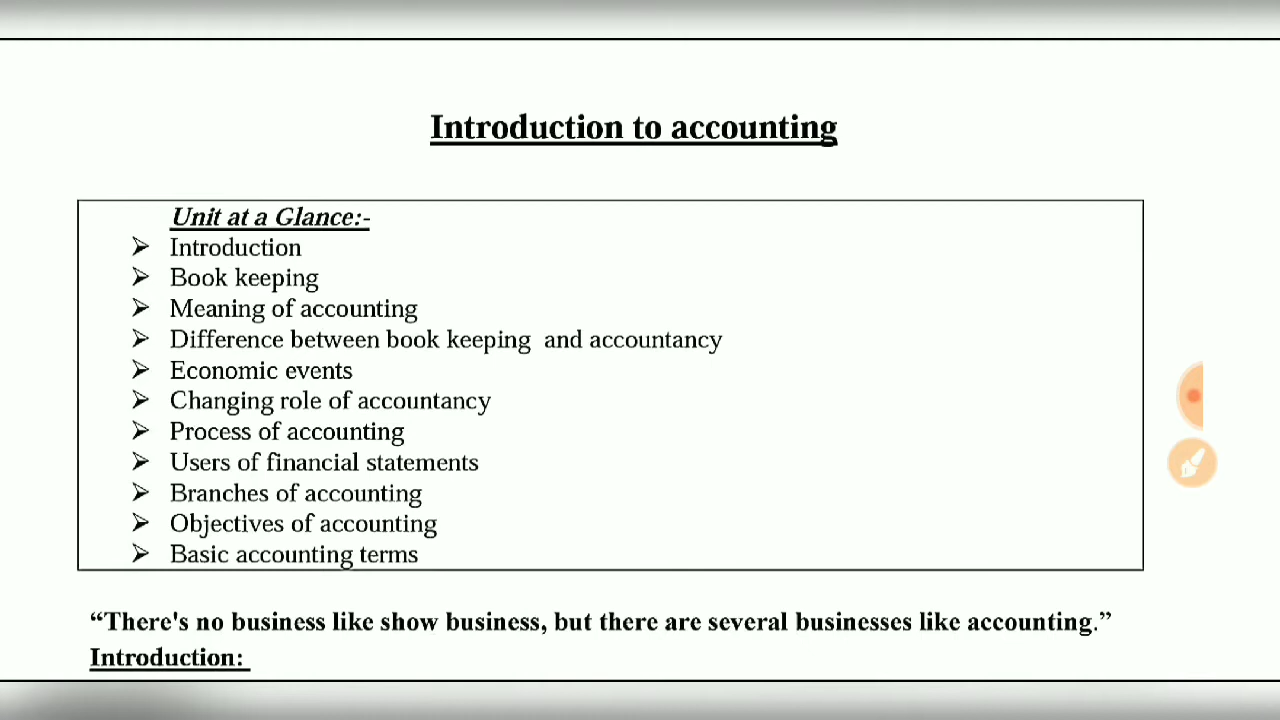 Introduction to accounting
Unit at a Glance:-
➢ Introduction
➢ Book keeping
➢ Meaning of accounting
➢ Difference between book keeping  and accountancy
➢ Economic events
➢ Changing role of accountancy
➢ Process of accounting
➢ Users of financial statements
➢ Branches of accounting
➢ Objectives of accounting
➢ Basic accounting terms
“There's no business like show business, but there are several businesses like accounting.”
Introduction: